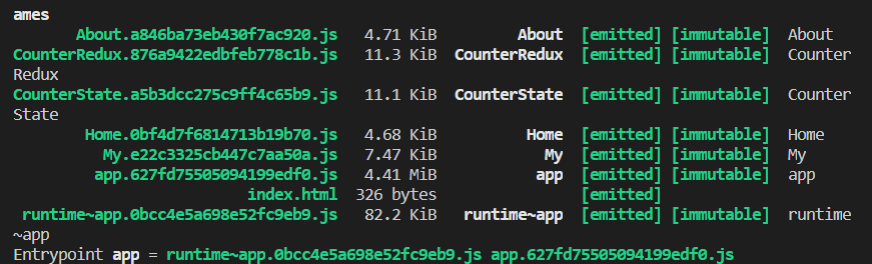 ames
About.a846ba73eb430f7ac920.js 4.71 KiB About [emitted] [immutable] About
CounterRedux.876a9422edbfeb778c1b.js 11.3 KiB CounterRedux [emitted] [immutable] Counter
Redux
CounterState.a5b3dcc275c9ff4c65b9.js 11.1 KiB CounterState [emitted] [immutable] Counter
State
Home.0bf4d7f6814713b19b70.js 4.68 KiB Home [emitted] [immutable] Home
My.e22c3325cb447c7aa50a.js 7.47 KiB My [emitted] [immutable] My
app.627fd75505094199edf0.js 4.41 MiB app [emitted] [immutable] app
index.html 326 bytes [emitted]
runtime~app.0bcc4e5a698e52fc9eb9.js 82.2 KiB runtime~app [emitted] [immutable] runtime
~app
Entrypoint app = runtime~app.0bcc4e5a698e52fc9eb9.js app.627fd75505094199edf0.js